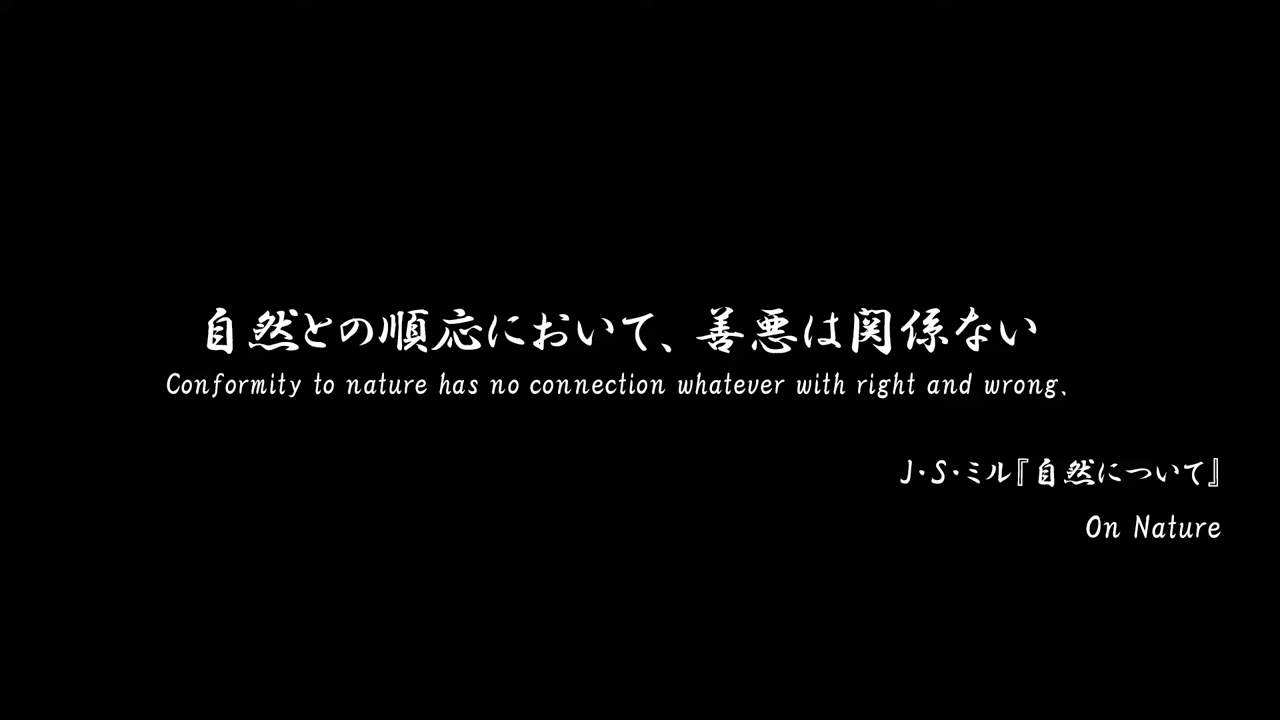 自然との順応において、善悪は関係ない
Conformity to nature has no connection whatever with right and wrong.
J・S・ミル『自然について』
On Nature